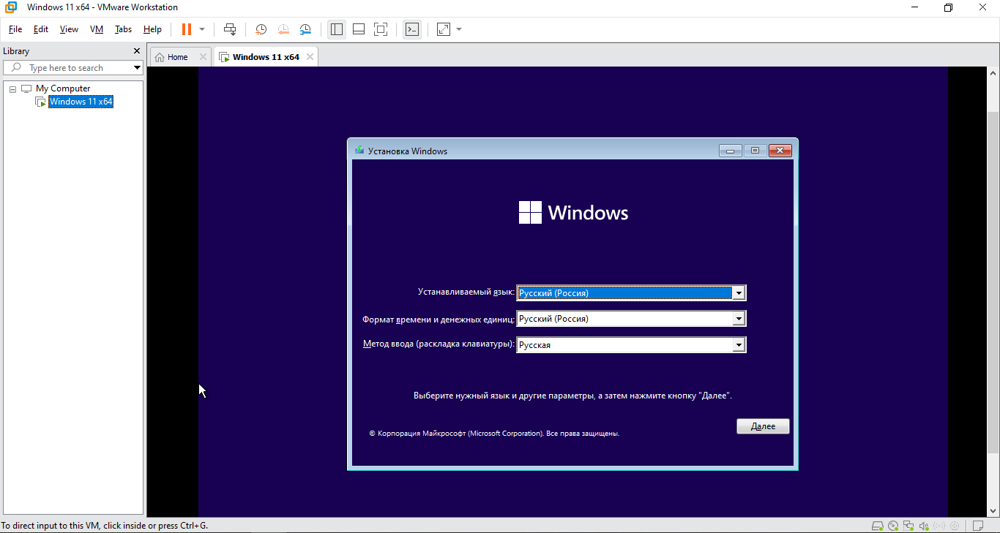 Windows 11 x64 - VMware Workstation
File Edit View VM Tabs Help
Library
Type here to search
Home
Windows 11 x64
My Computer
Windows 11 x64
Установка Windows
Windows
Устанавливаемый язык: Русский (Россия)
Формат времени и денежных единиц: Русский (Россия)
Метод ввода (раскладка клавиатуры): Русская
Выберите нужный язык и другие параметры, а затем нажмите кнопку "Далее".
Далее
© Корпорация Майкрософт (Microsoft Corporation). Все права защищены.
To direct input to this VM, click inside or press Ctrl+G.